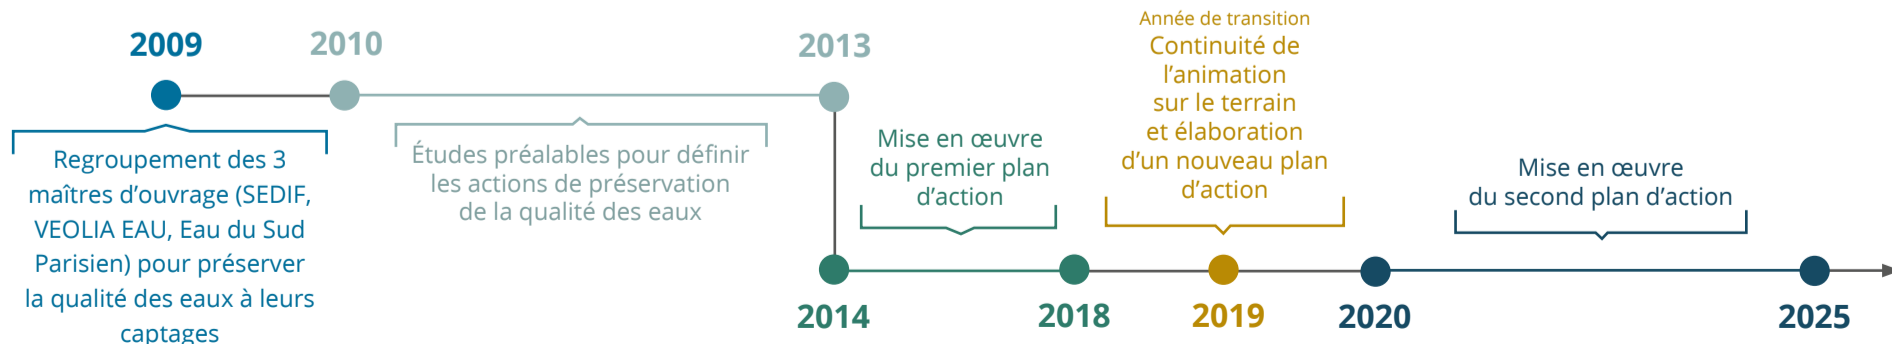 2009
Regroupement des 3
maîtres d’ouvrage (SEDIF,
VEOLIA EAU, Eau du Sud
Parisien) pour préserver
la qualité des eaux à leurs
captages
2010
2013
Études préalables pour définir
les actions de préservation
de la qualité des eaux
Mise en œuvre
du premier plan
d’action
2014
2018
Année de transition
Continuité de
l’animation
sur le terrain
et élaboration
d’un nouveau plan
d’action
2019
Mise en œuvre
du second plan d’action
2020
2025